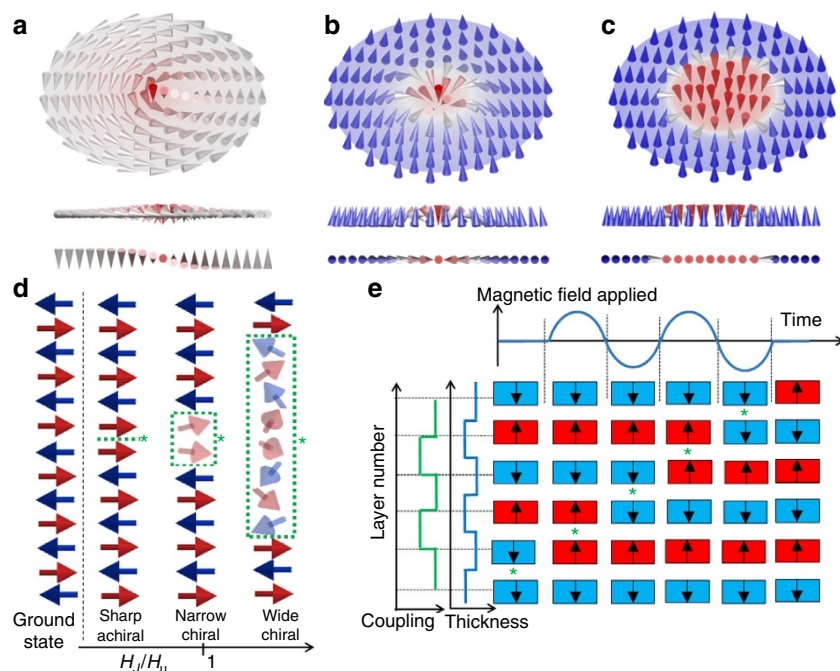 a
b
c
d
e
Magnetic field applied
Time
Layer number
Coupling
Thickness
Ground
state
Sharp
achiral
Narrow
chiral
Wide
chiral
*
*
*
*
*
*
*
*
H_J/H_u
1